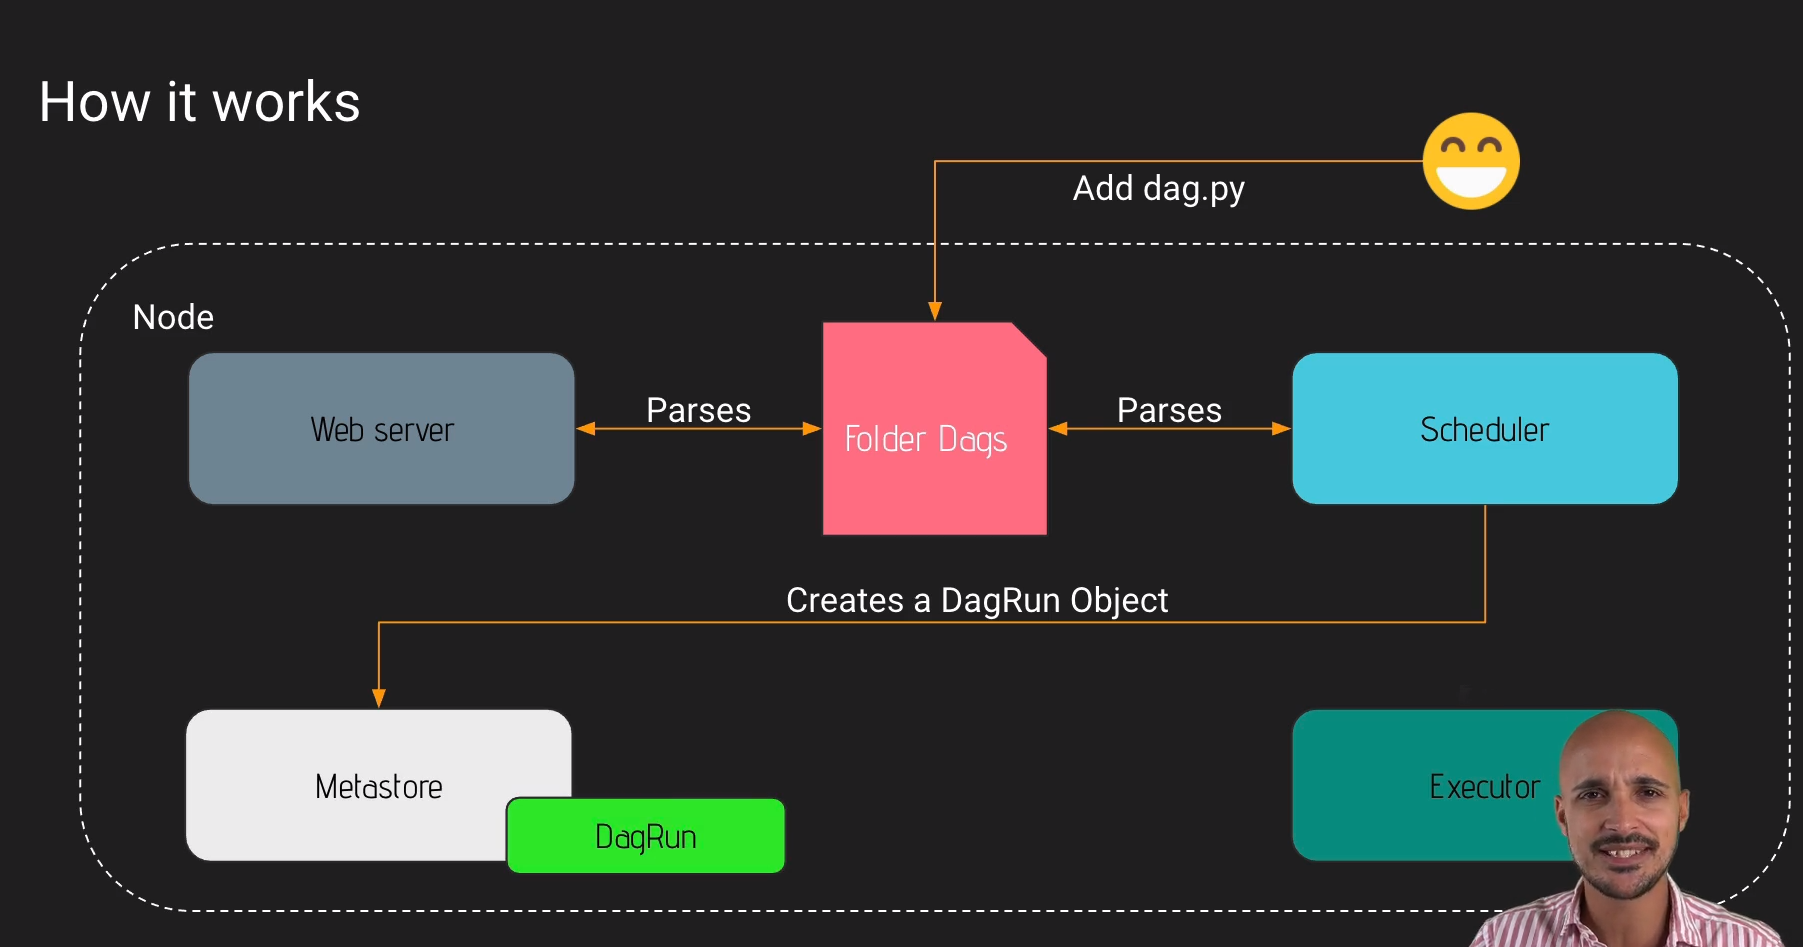 How it works
Add dag.py
Node
Web server
Parses
Folder Dags
Parses
Scheduler
Creates a DagRun Object
Metastore
DagRun
Executor